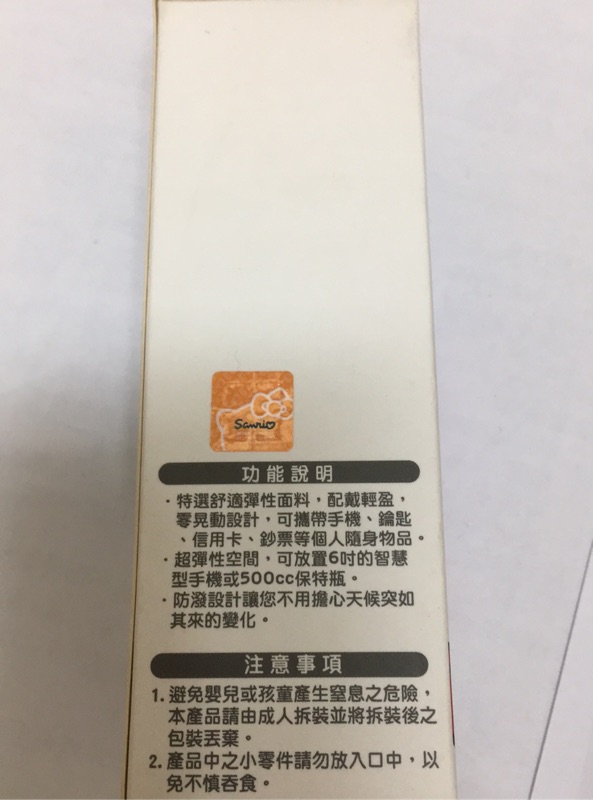 Sanrio
功能說明
·特選舒適彈性面料，配戴輕盈，
零晃動設計，可攜帶手機、鑰匙
、信用卡、鈔票等個人隨身物品。
·超彈性空間，可放置6吋的智慧
型手機或500cc保特瓶。
·防潑設計讓您不用擔心天候突如
其來的變化。
注意事項
1. 避免嬰兒或孩童產生窒息之危險，
本產品請由成人拆裝並將拆裝後之
包裝丟棄。
2. 產品中之小零件請勿放入口中，以
免不慎吞食。